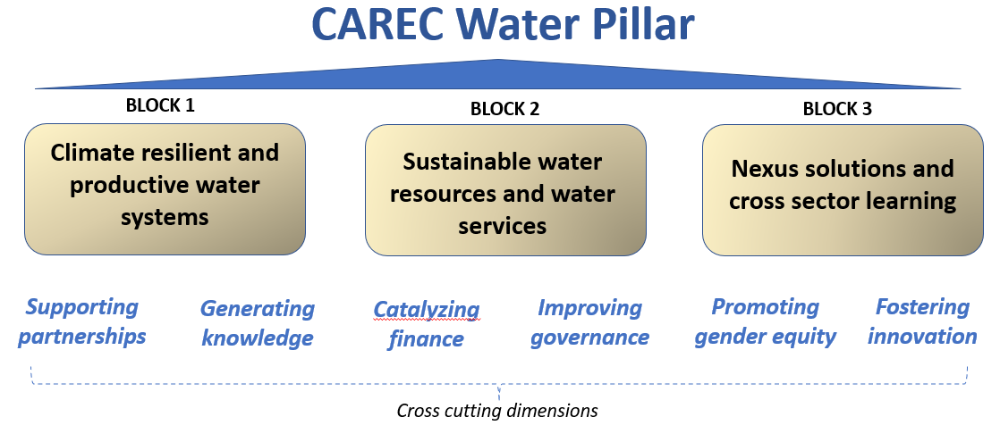 CAREC Water Pillar
BLOCK 1
BLOCK 2
BLOCK 3
Climate resilient and
productive water
systems
Sustainable water
resources and water
services
Nexus solutions and
cross sector learning
Supporting
partnerships
Generating
knowledge
Catalyzing
finance
Improving
governance
Promoting
gender equity
Fostering
innovation
Cross cutting dimensions